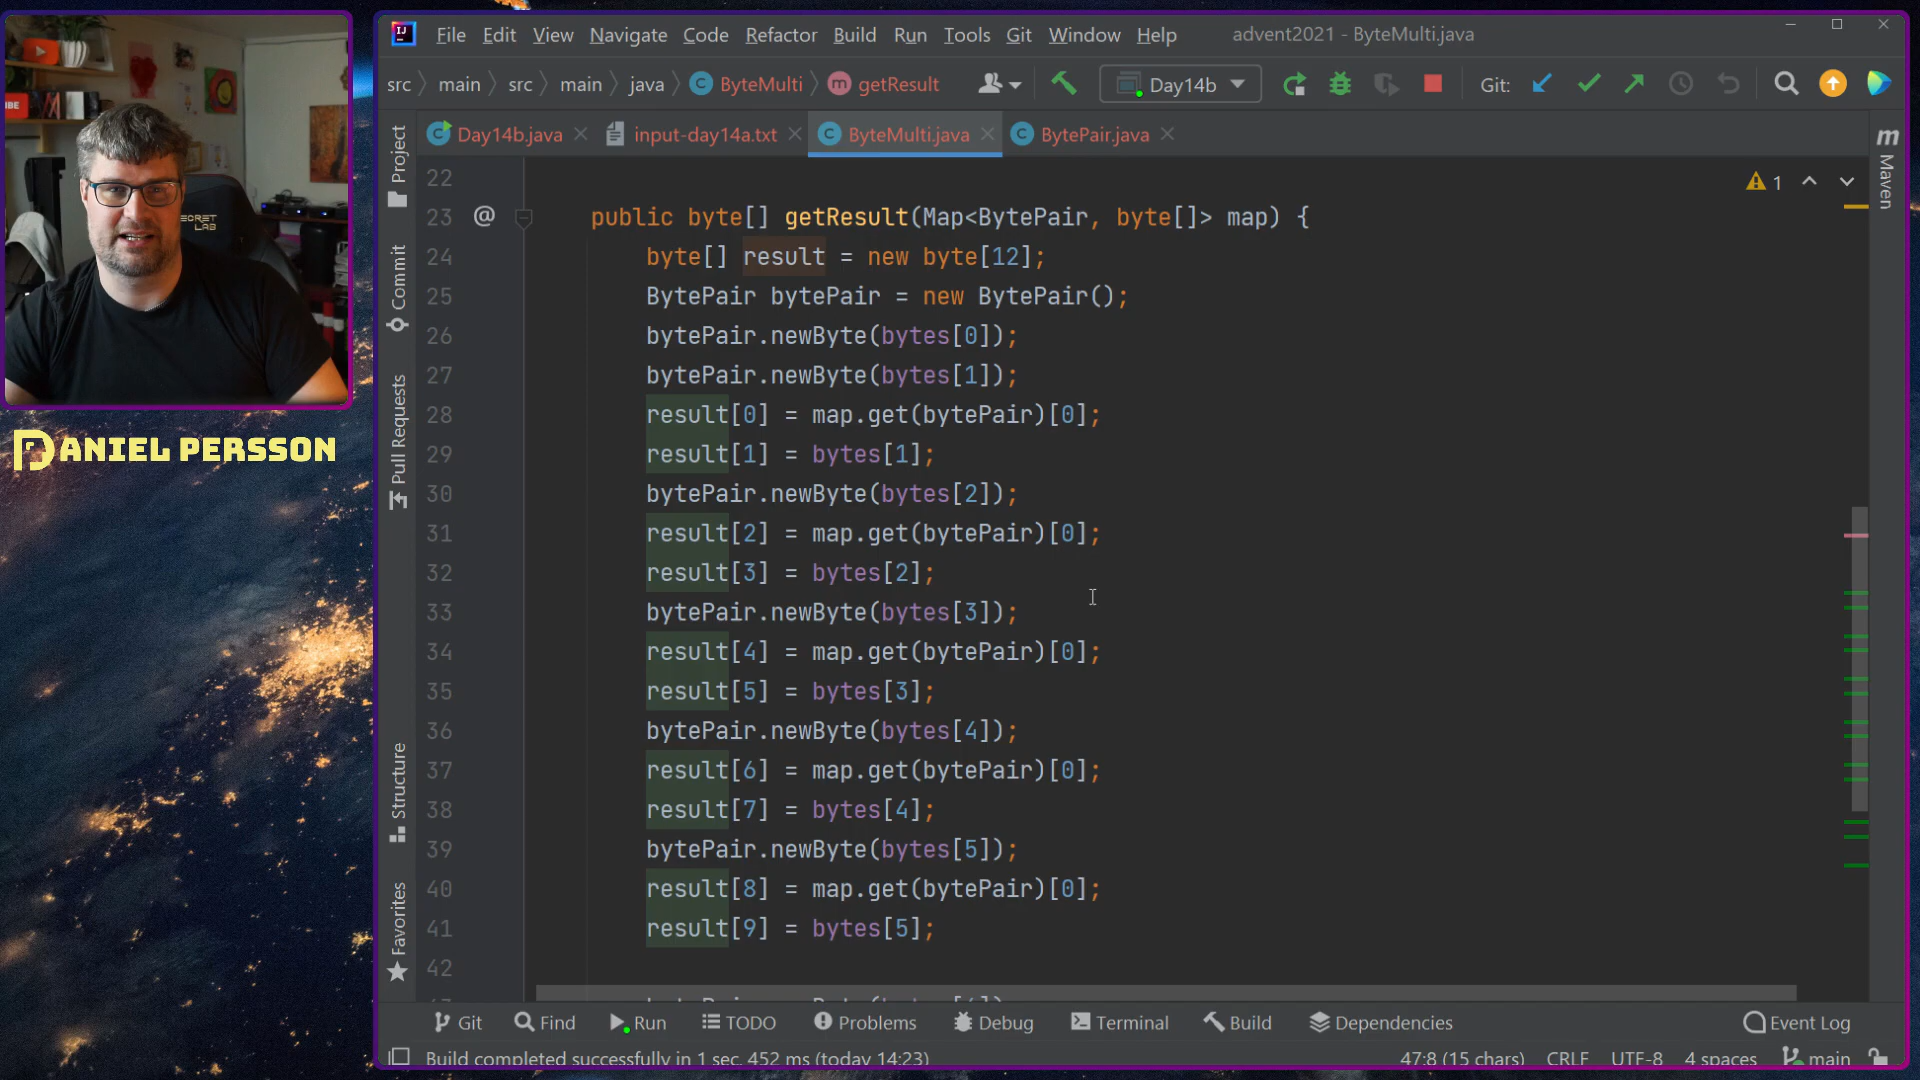 File Edit View Navigate Code Refactor Build Run Tools Git Window Help advent2021 - ByteMulti.java
src main src main java ByteMulti getResult Day14b Git:
Day14b.java input-day14a.txt ByteMulti.java BytePair.java
Project
Commit
Pull Requests
Structure
Favorites
Maven
1
22
23 @ public byte[] getResult(Map<BytePair, byte[]> map) {
24 byte[] result = new byte[12];
25 BytePair bytePair = new BytePair();
26 bytePair.newByte(bytes[0]);
27 bytePair.newByte(bytes[1]);
28 result[0] = map.get(bytePair)[0];
29 result[1] = bytes[1];
30 bytePair.newByte(bytes[2]);
31 result[2] = map.get(bytePair)[0];
32 result[3] = bytes[2];
33 bytePair.newByte(bytes[3]);
34 result[4] = map.get(bytePair)[0];
35 result[5] = bytes[3];
36 bytePair.newByte(bytes[4]);
37 result[6] = map.get(bytePair)[0];
38 result[7] = bytes[4];
39 bytePair.newByte(bytes[5]);
40 result[8] = map.get(bytePair)[0];
41 result[9] = bytes[5];
42
Git Find Run TODO Problems Debug Terminal Build Dependencies Event Log
Build completed successfully in 1 sec, 452 ms (today 14:23) 47:8 (15 chars) CRLF UTF-8 4 spaces main
DANIEL PERSSON
SECRET
LAB